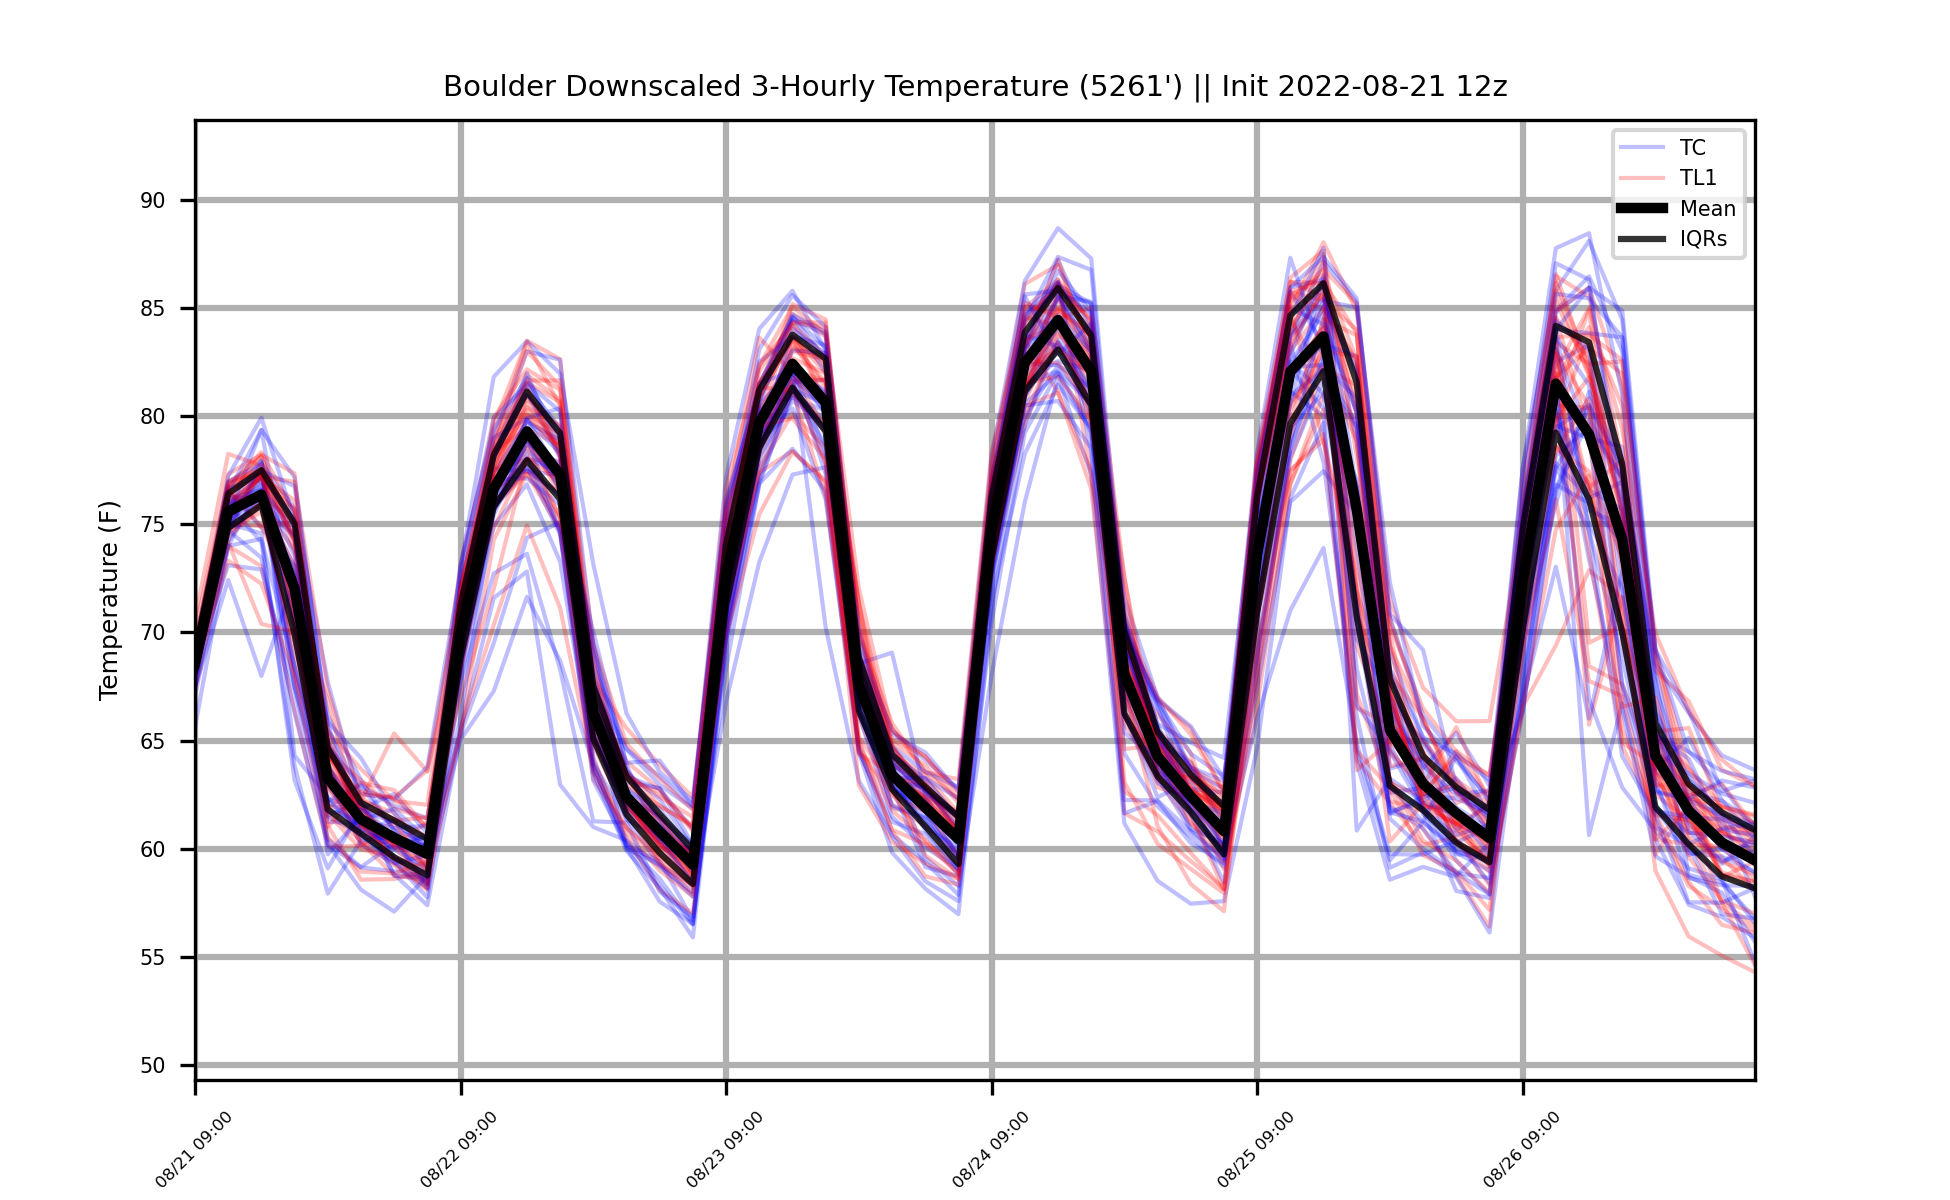 Boulder Downscaled 3-Hourly Temperature (5261') || Init 2022-08-21 12z
TC
TL1
Mean
IQRs
Temperature (F)
90
85
80
75
70
65
60
55
50
08/21 09:00
08/22 09:00
08/23 09:00
08/24 09:00
08/25 09:00
08/26 09:00